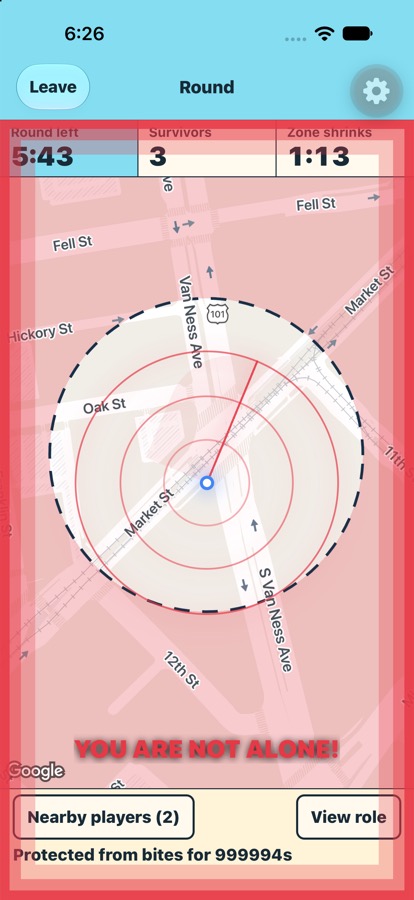 6:26
Leave
Round
Round left
Survivors
Zone shrinks
5:43
3
1:13
ve
Fell St
Fell St
Van Ness Ave
101
Market St
Hickory St
Oak St
11th
Market St
S Van Ness Ave
12th St
YOU ARE NOT ALONE!
Google
St
Nearby players (2)
View role
Protected from bites for 999994s